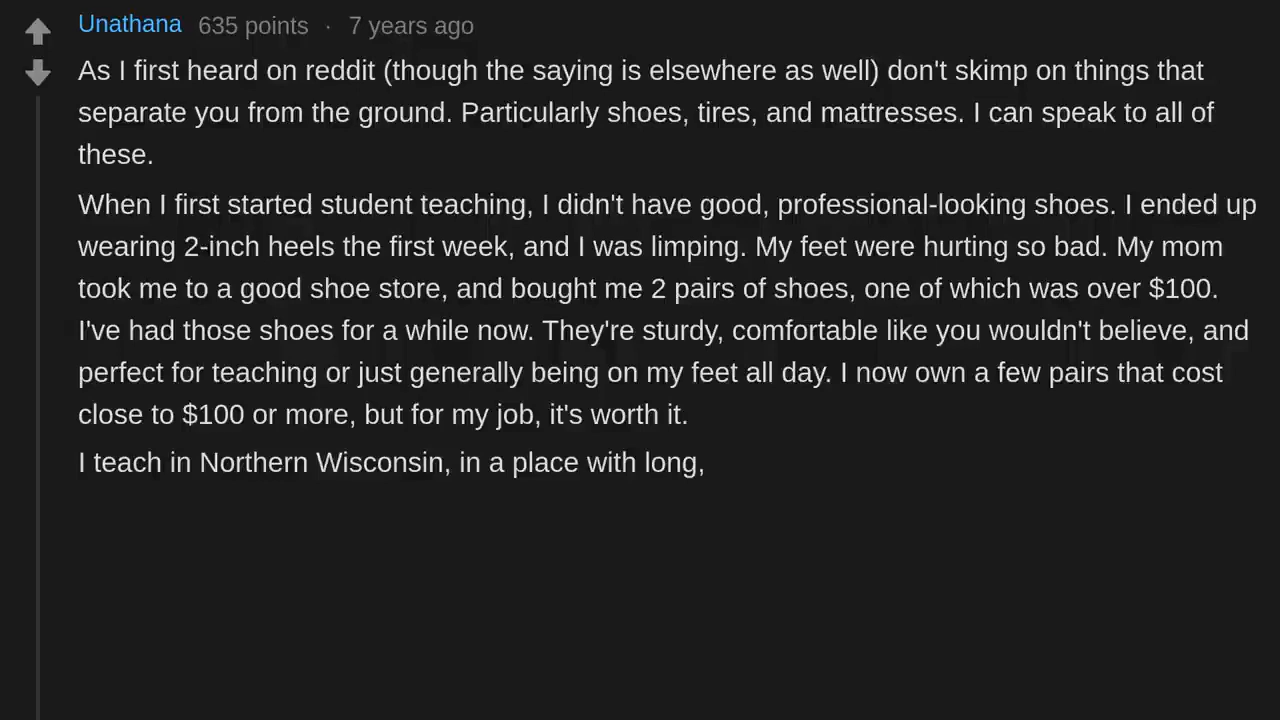 Unathana 635 points · 7 years ago
As I first heard on reddit (though the saying is elsewhere as well) don't skimp on things that
separate you from the ground. Particularly shoes, tires, and mattresses. I can speak to all of
these.
When I first started student teaching, I didn't have good, professional-looking shoes. I ended up
wearing 2-inch heels the first week, and I was limping. My feet were hurting so bad. My mom
took me to a good shoe store, and bought me 2 pairs of shoes, one of which was over $100.
I've had those shoes for a while now. They're sturdy, comfortable like you wouldn't believe, and
perfect for teaching or just generally being on my feet all day. I now own a few pairs that cost
close to $100 or more, but for my job, it's worth it.
I teach in Northern Wisconsin, in a place with long,